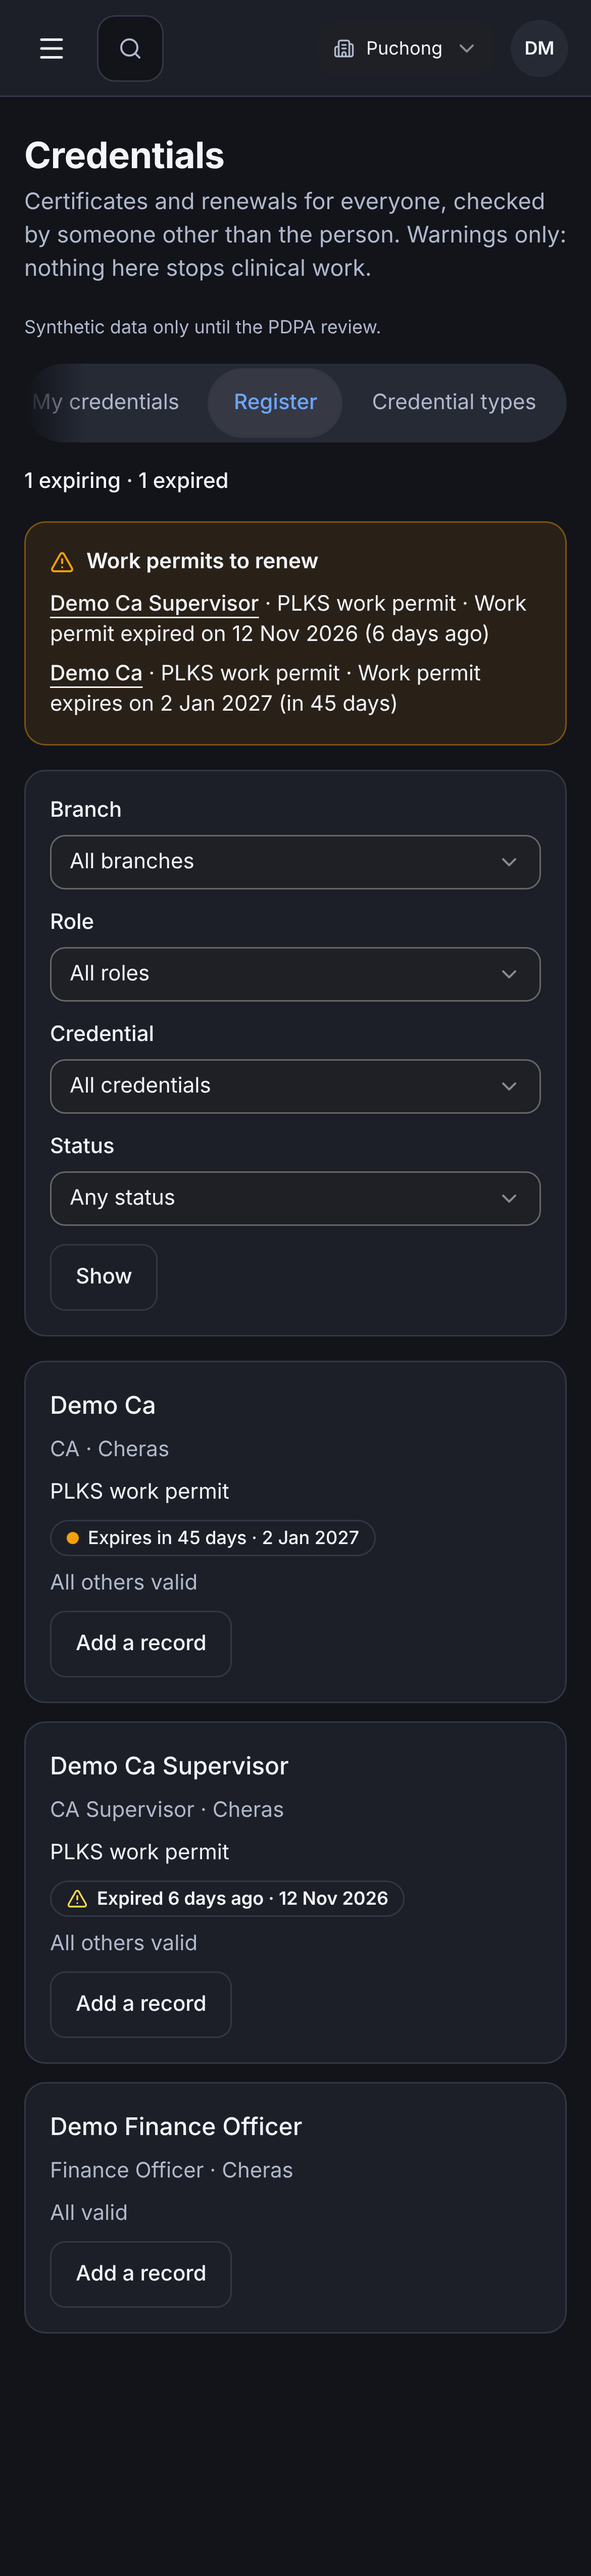 Puchong
DM
Credentials
Certificates and renewals for everyone, checked
by someone other than the person. Warnings only:
nothing here stops clinical work.
Synthetic data only until the PDPA review.
My credentials
Register
Credential types
1 expiring · 1 expired
Work permits to renew
Demo Ca Supervisor · PLKS work permit · Work
permit expired on 12 Nov 2026 (6 days ago)
Demo Ca · PLKS work permit · Work permit
expires on 2 Jan 2027 (in 45 days)
Branch
All branches
Role
All roles
Credential
All credentials
Status
Any status
Show
Demo Ca
CA · Cheras
PLKS work permit
Expires in 45 days · 2 Jan 2027
All others valid
Add a record
Demo Ca Supervisor
CA Supervisor · Cheras
PLKS work permit
Expired 6 days ago · 12 Nov 2026
All others valid
Add a record
Demo Finance Officer
Finance Officer · Cheras
All valid
Add a record